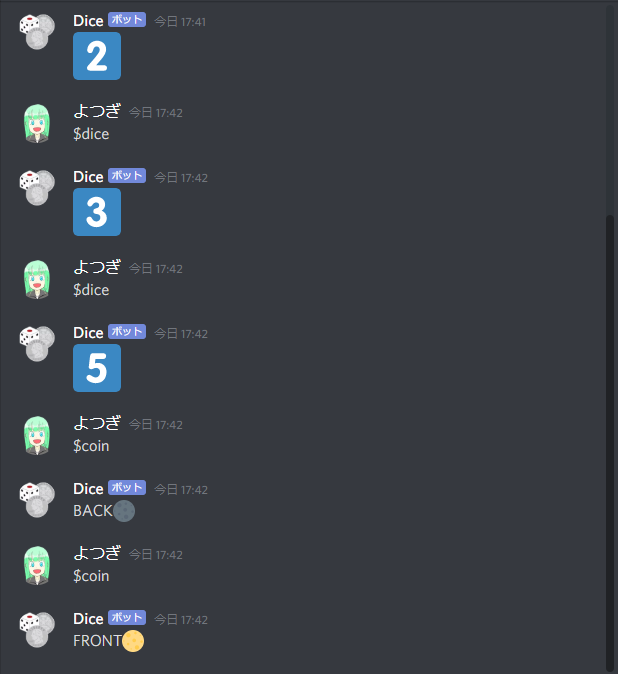 Dice ボット 今日 17:41
2
よつぎ 今日 17:42
$dice
Dice ボット 今日 17:42
3
よつぎ 今日 17:42
$dice
Dice ボット 今日 17:42
5
よつぎ 今日 17:42
$coin
Dice ボット 今日 17:42
BACK
よつぎ 今日 17:42
$coin
Dice ボット 今日 17:42
FRONT